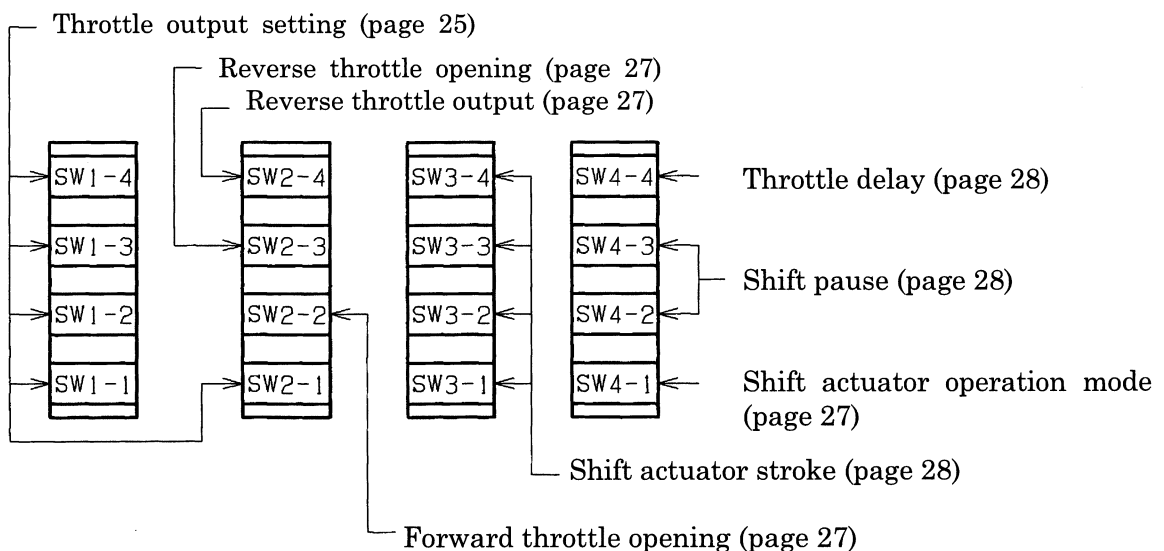 Throttle output setting (page 25)
Reverse throttle opening (page 27)
Reverse throttle output (page 27)
SW1-4
SW2-4
SW3-4
SW4-4
Throttle delay (page 28)
SW1-3
SW2-3
SW3-3
SW4-3
Shift pause (page 28)
SW1-2
SW2-2
SW3-2
SW4-2
SW1-1
SW2-1
SW3-1
SW4-1
Shift actuator operation mode
(page 27)
Shift actuator stroke (page 28)
Forward throttle opening (page 27)